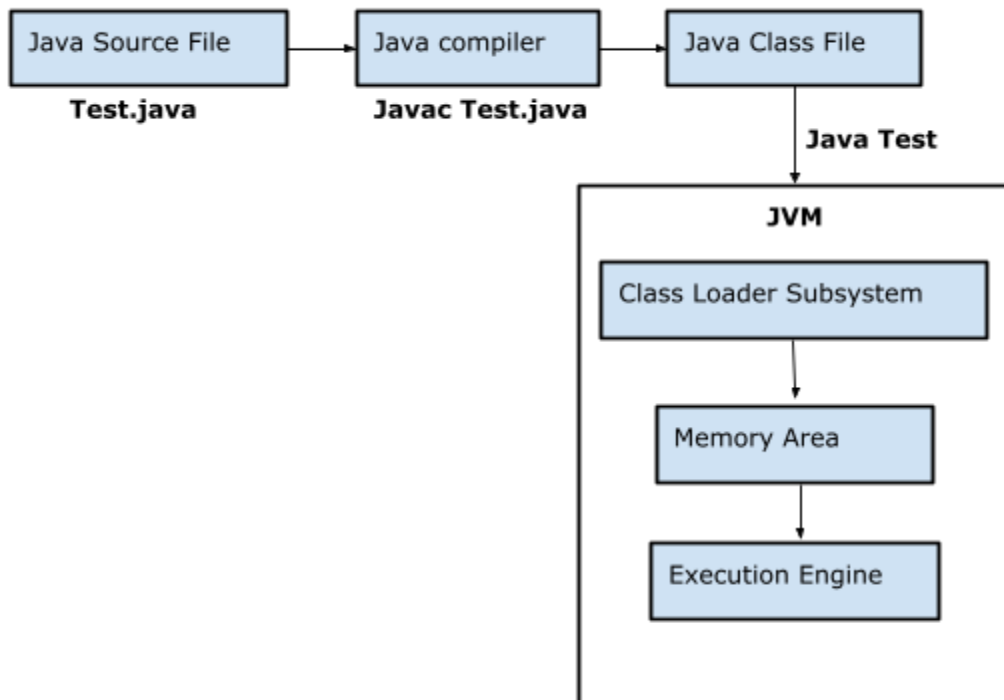 Java Source File
Java compiler
Java Class File
Test.java
Javac Test.java
Java Test
JVM
Class Loader Subsystem
Memory Area
Execution Engine